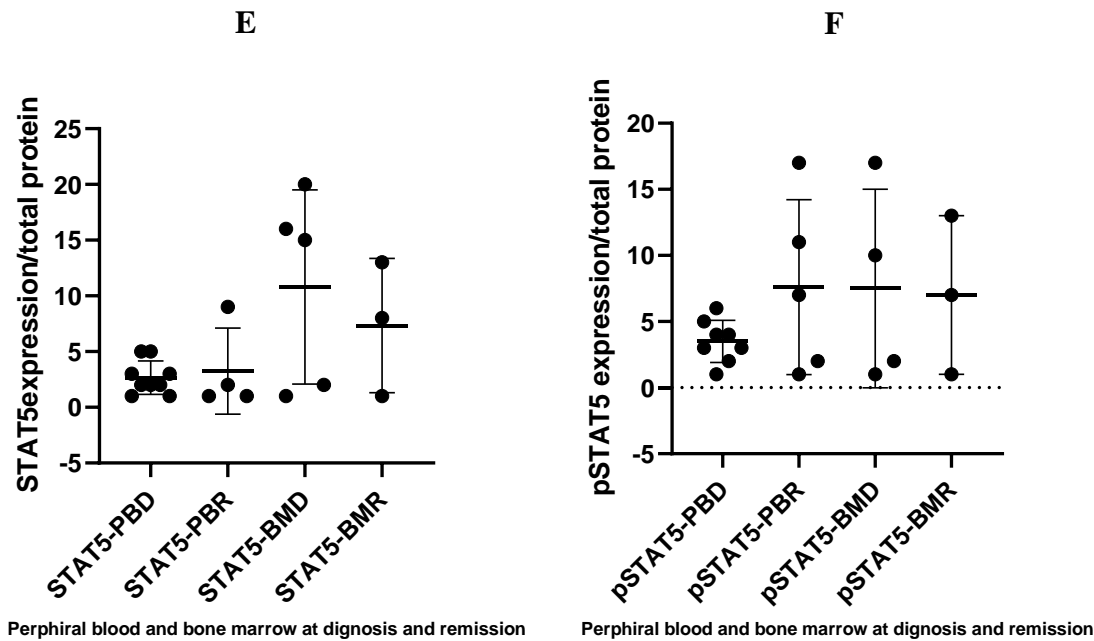 E
STAT5expression/total protein
25
20
15
10
5
0
-5
STAT5-PBD
STAT5-PBR
STAT5-BMD
STAT5-BMR
Perphiral blood and bone marrow at dignosis and remission
F
pSTAT5 expression/total protein
20
15
10
5
0
-5
pSTAT5-PBD
pSTAT5-PBR
pSTAT5-BMD
pSTAT5-BMR
Perphiral blood and bone marrow at dignosis and remission